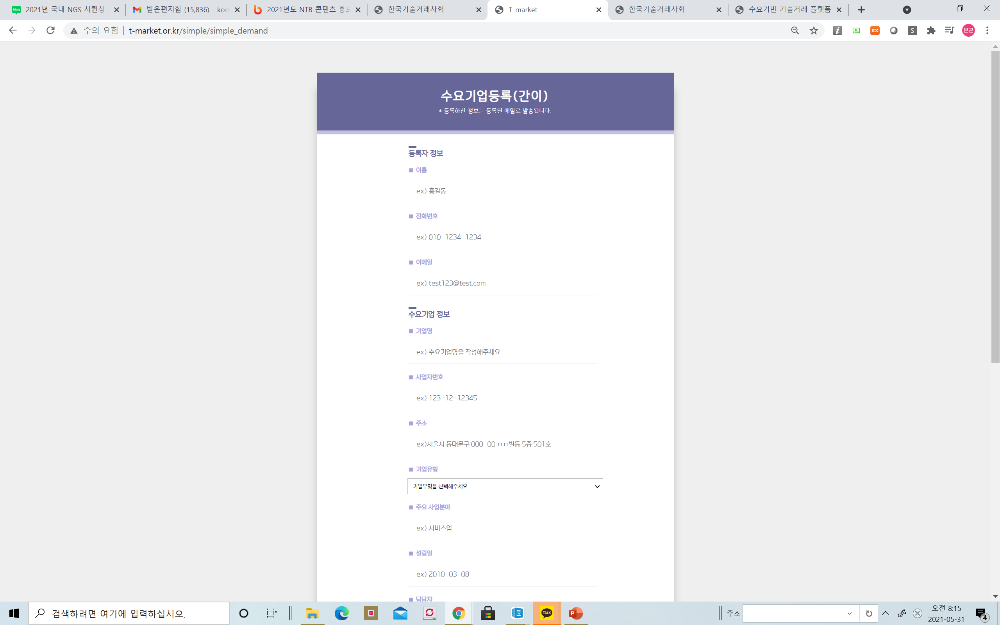 2021년 국내 NGS 시퀀싱
받은편지함 (15,836) - koo
2021년도 NTB 콘텐츠 홍보
한국기술거래사회
T-market
한국기술거래사회
수요기반 기술거래 플랫폼
주의 요함
t-market.or.kr/simple/simple_demand
EX
S
본곤
수요기업등록(간이)
* 등록하신 정보는 등록된 메일로 발송됩니다.
등록자 정보
■ 이름
ex) 홍길동
■ 전화번호
ex) 010-1234-1234
■ 이메일
ex) test123@test.com
수요기업 정보
■ 기업명
ex) 수요기업명을 작성해주세요
■ 사업자번호
ex) 123-12-12345
■ 주소
ex)서울시 동대문구 000-00 ㅁㅁ빌등 5층 501호
■ 기업유형
기업유형을 선택해주세요.
■ 주요 사업분야
ex) 서비스업
■ 설립일
ex) 2010-03-08
■ 담당자
검색하려면 여기에 입력하십시오.
TALK
주소
오전 8:15
2021-05-31
4